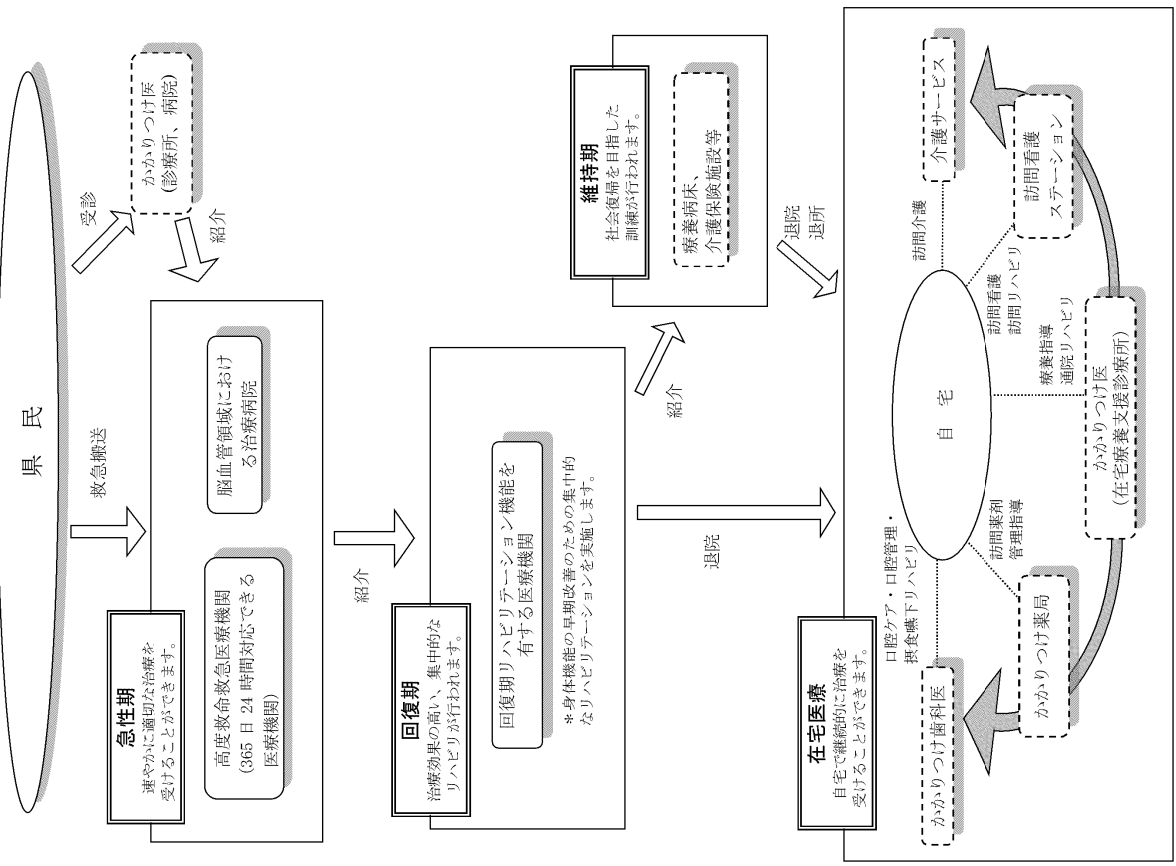 県　民
救急搬送
受診
かかりつけ医
(診療所、病院)
紹介
急性期
速やかに適切な治療を
受けることができます。
高度救命救急医療機関
(365 日 24 時間対応できる
医療機関)
脳血管領域におけ
る治療病院
紹介
回復期
治療効果の高い、集中的な
リハビリが行われます。
回復期リハビリテーション機能を
有する医療機関
＊身体機能の早期改善のための集中的
なリハビリテーションを実施します。
紹介
維持期
社会復帰を目指した
訓練が行われます。
療養病床、
介護保険施設等
退院
退院
退所
在宅医療
自宅で継続的に治療を
受けることができます。
口腔ケア・口腔管理・
摂食嚥下リハビリ
かかりつけ歯科医
自　宅
訪問介護
介護サービス
訪問薬剤
管理指導
かかりつけ薬局
訪問看護
訪問リハビリ
訪問看護
ステーション
療養指導
通院リハビリ
かかりつけ医
(在宅療養支援診療所)